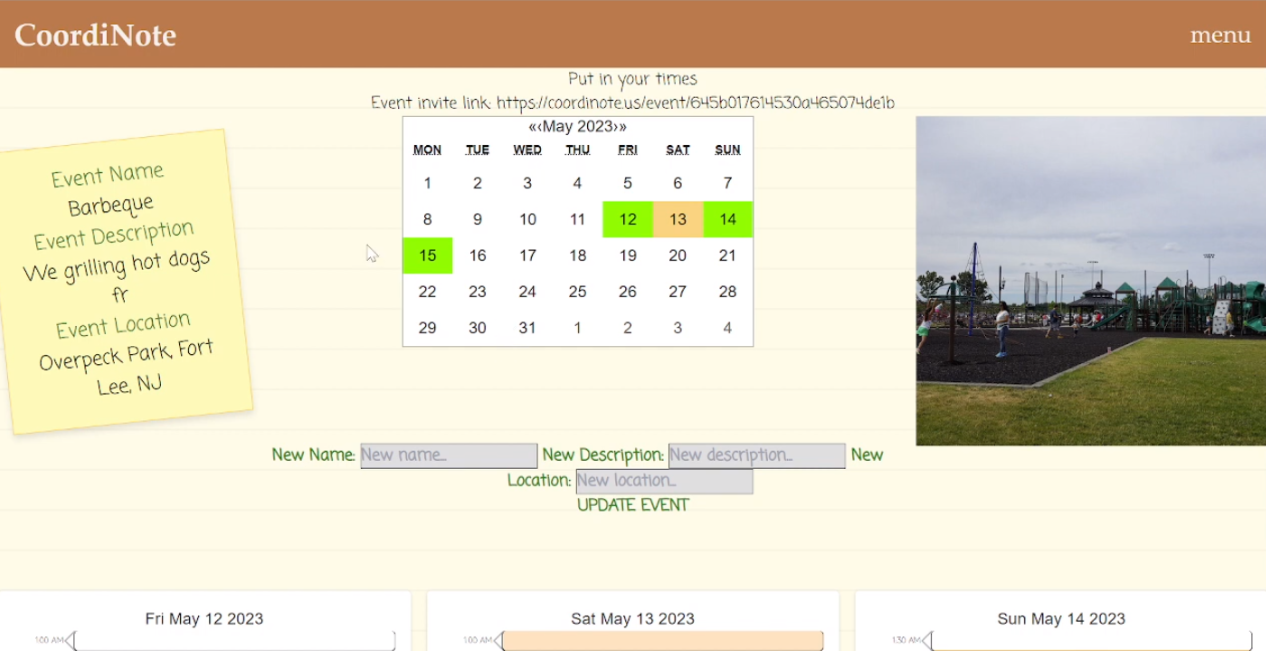 CoordiNote
menu
Put in your times
Event invite link: https://coordinote.us/event/645b017614530a465074de1b
Event Name
Barbeque
Event Description
We grilling hot dogs
fr
Event Location
Overpeck Park, Fort
Lee, NJ
«‹May 2023›»
MON TUE WED THU FRI SAT SUN
1 2 3 4 5 6 7
8 9 10 11 12 13 14
15 16 17 18 19 20 21
22 23 24 25 26 27 28
29 30 31 1 2 3 4
New Name: New name... New Description: New description... New
Location: New location...
UPDATE EVENT
Fri May 12 2023 Sat May 13 2023 Sun May 14 2023
1:00 AM 1:00 AM 1:30 AM